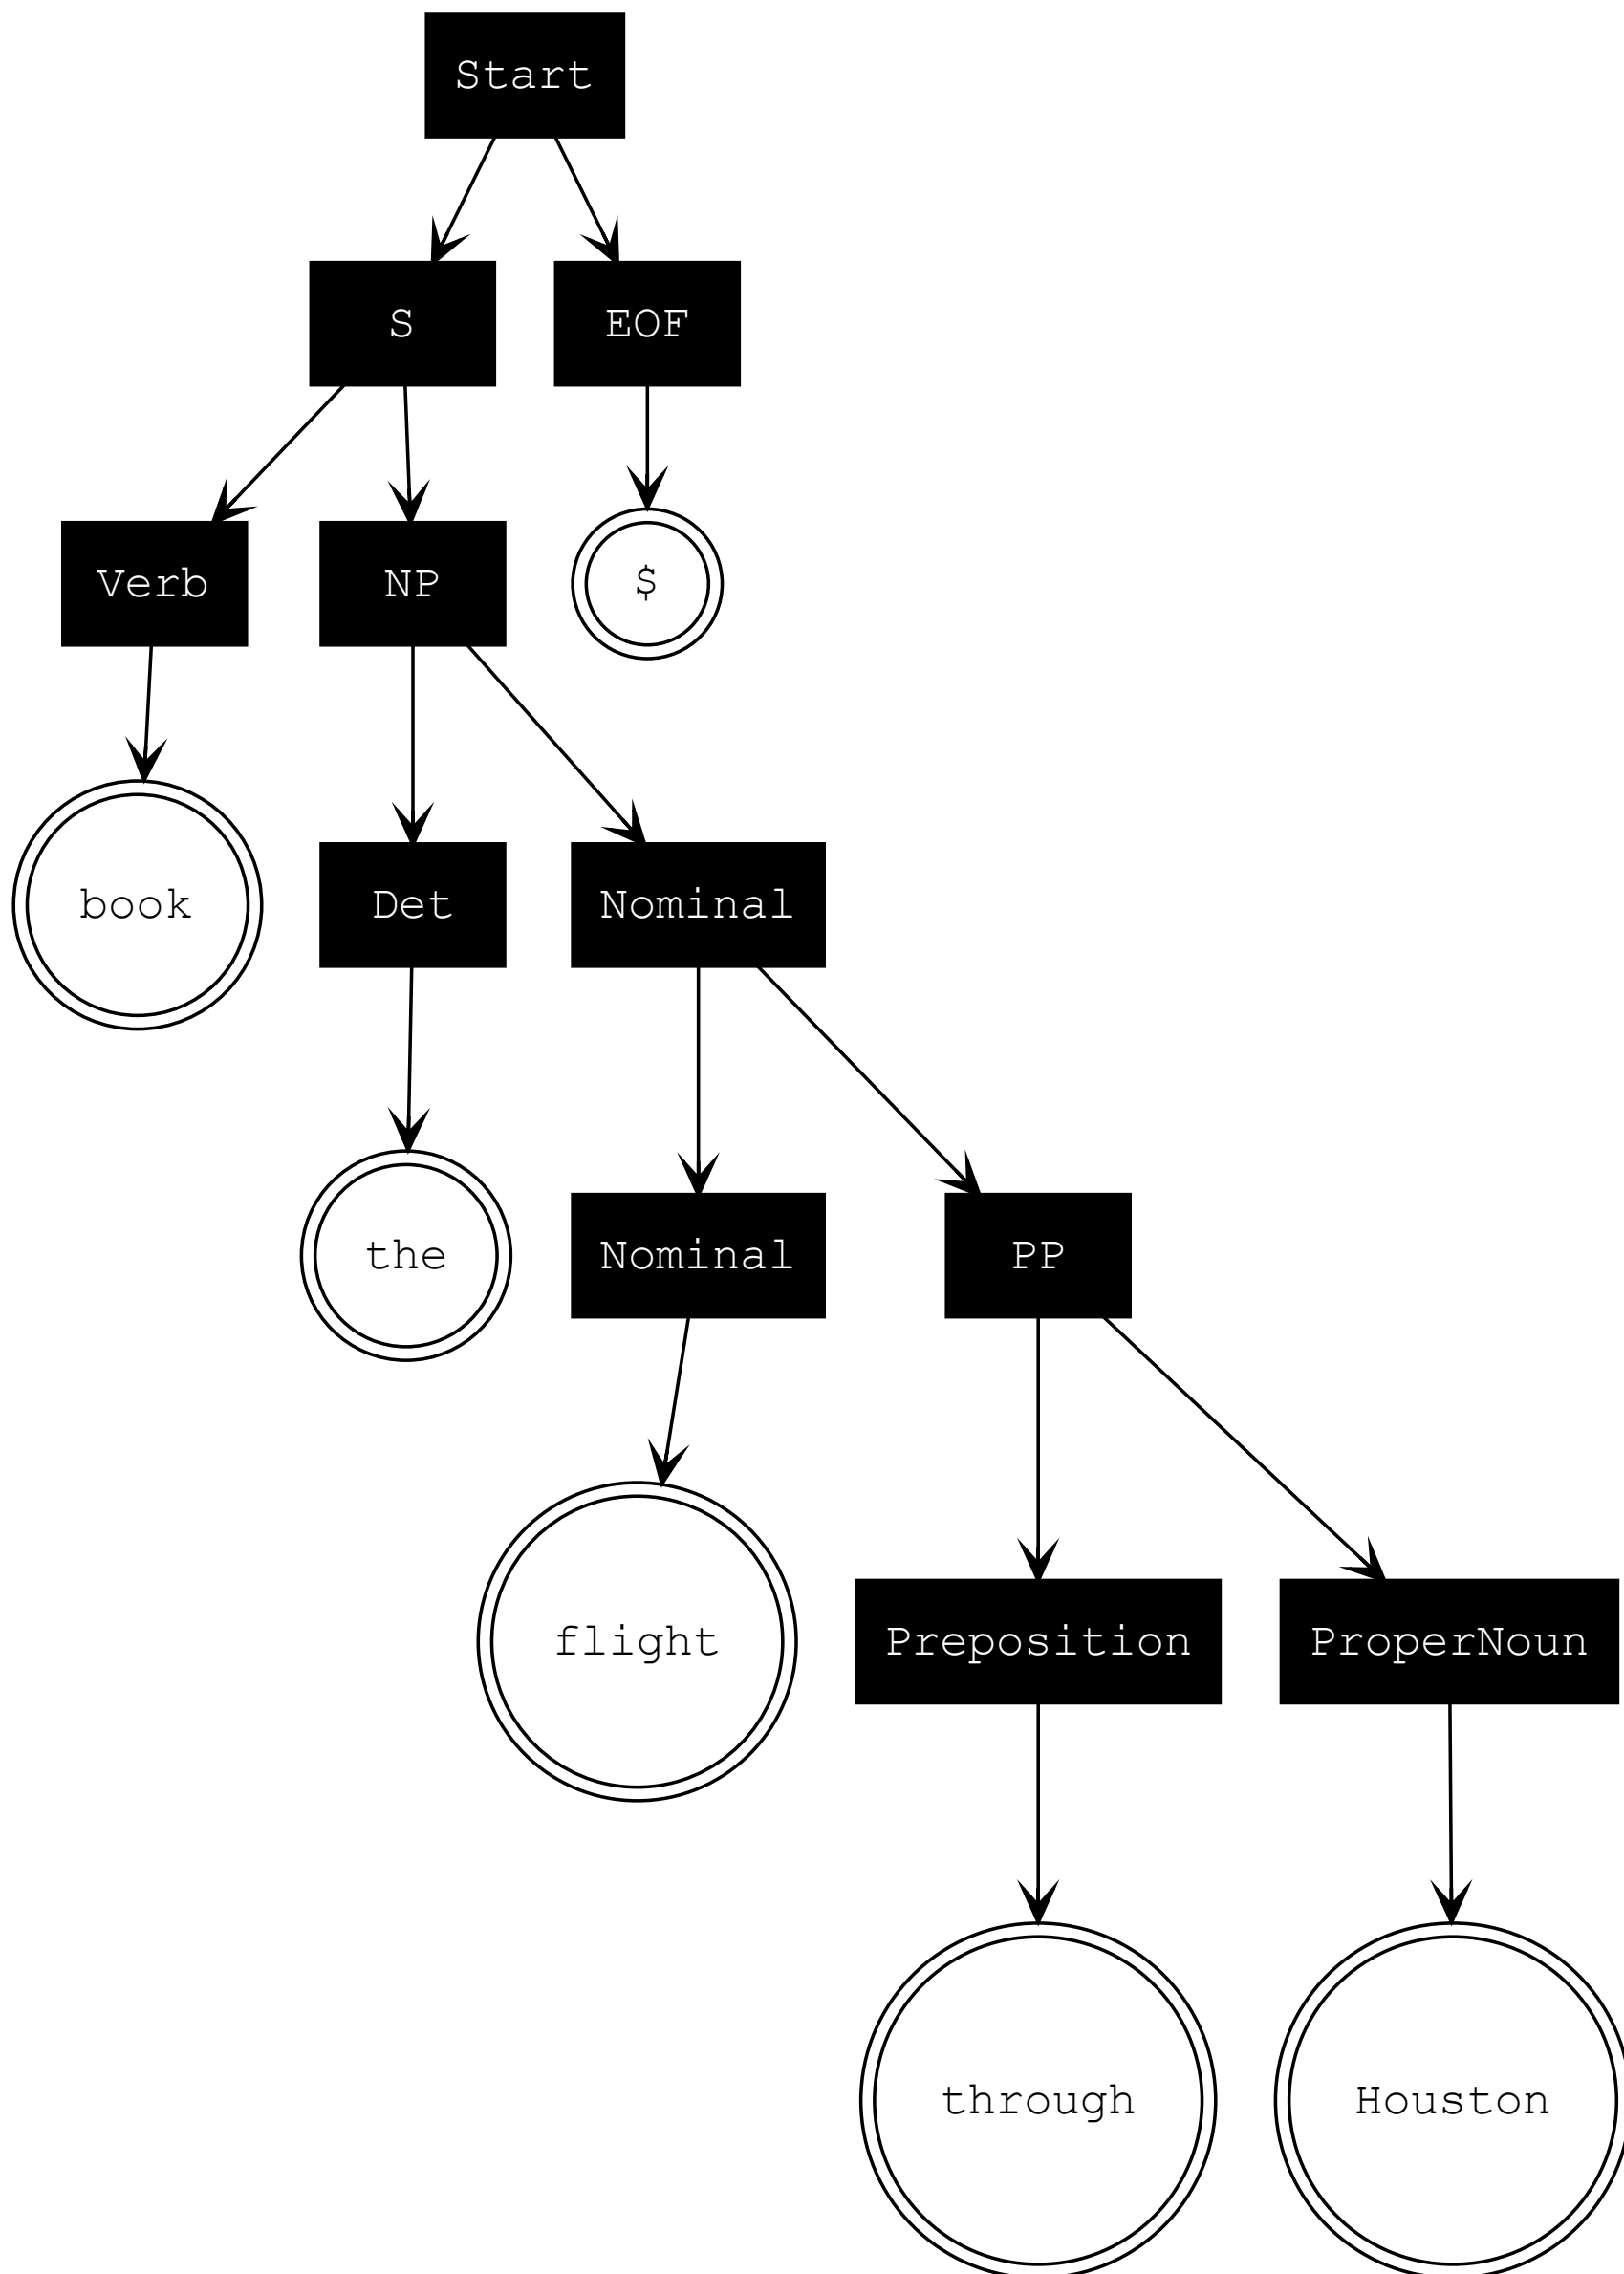 Start
S
EOF
Verb
NP
$
book
Det
Nominal
the
Nominal
PP
flight
Preposition
ProperNoun
through
Houston